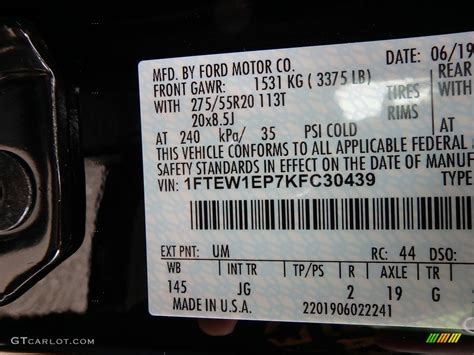 MFD. BY FORD MOTOR CO.
DATE: 06/19
FRONT GAWR: 1531 KG ( 3375 LB)
REAR
WITH 275/55R20 113T
TIRES
WITH
20x8.5J
RIMS
AT 240 kPa/ 35 PSI COLD
AT
THIS VEHICLE CONFORMS TO ALL APPLICABLE FEDERAL
SAFETY STANDARDS IN EFFECT ON THE DATE OF MANUFA
VIN: 1FTEW1EP7KFC30439
TYPE
EXT PNT: UM
RC: 44 DSO:
WB INT TR TP/PS R AXLE TR
145 JG 2 19 G
MADE IN U.S.A.
2201906022241
GTCARLOT.COM